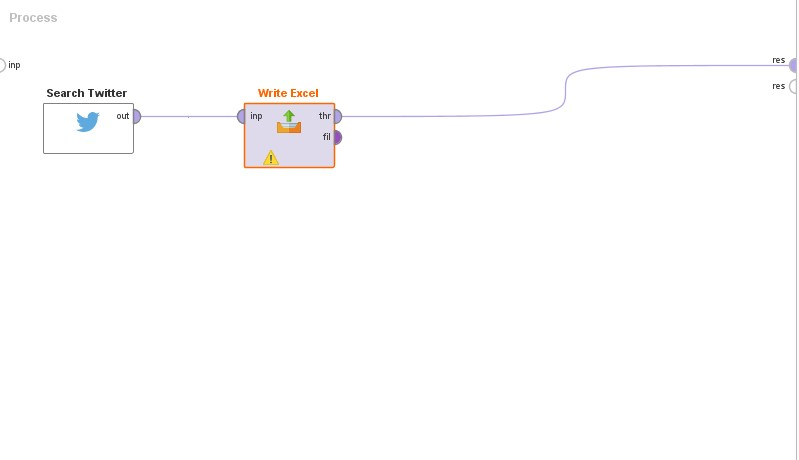 Process
inp
res
res
Search Twitter
out
Write Excel
inp
thr
fil